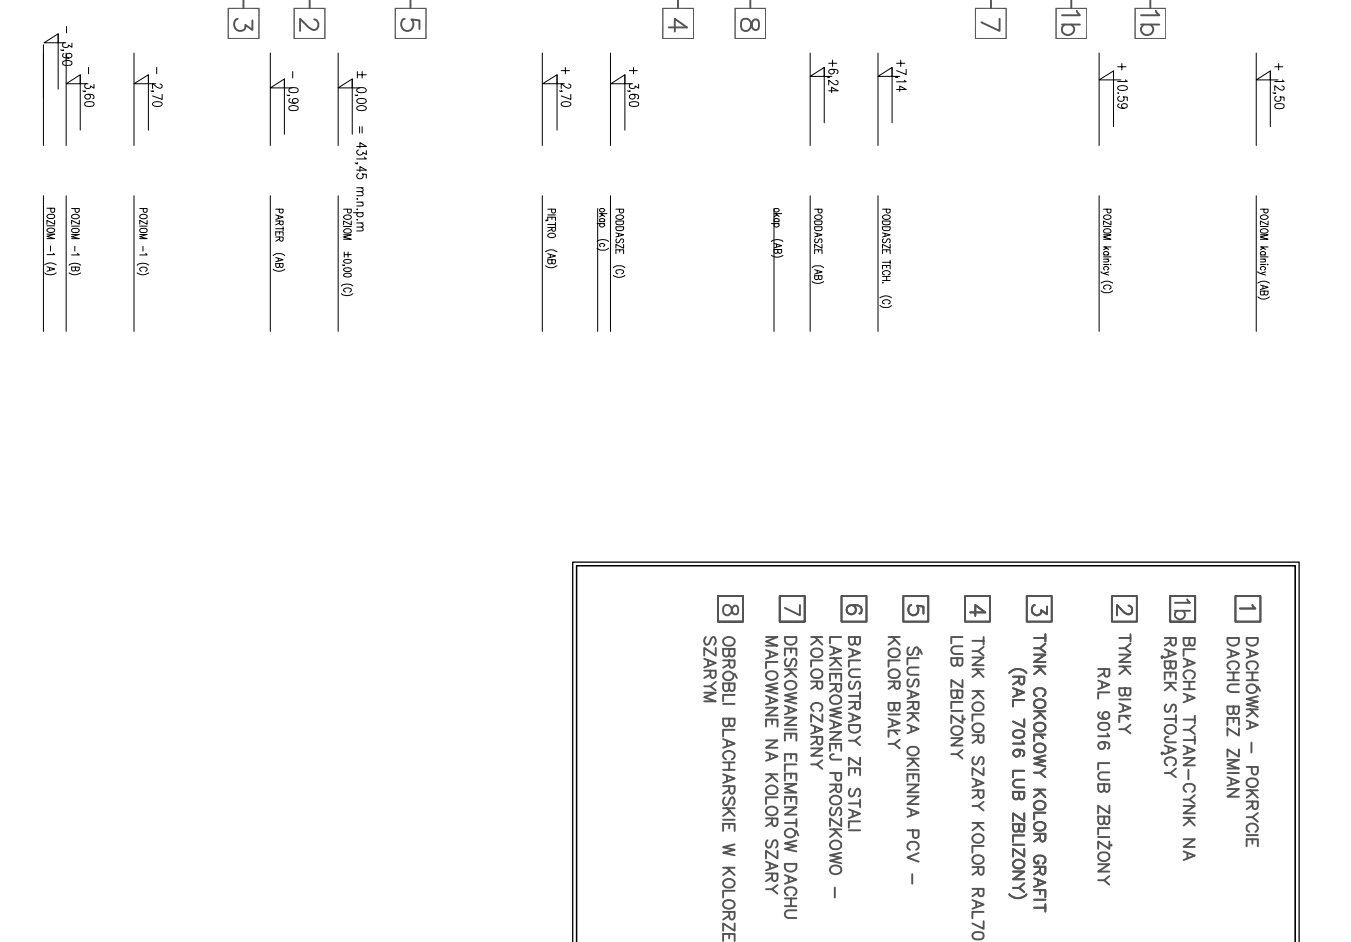 1b
1b
7
8
4
5
2
3
+ 12,50
POZIOM kalnicy (AB)
+ 10.59
POZIOM kalnicy (C)
+7,14
PODDASZE TECH. (C)
+6,24
PODDASZE (AB)
okap (AB)
+ 3,60
PODDASZE (C)
okap (c)
+ 2,70
PIĘTRO (AB)
± 0,00 = 431,45 m.n.p.m
POZIOM ±0,00 (C)
- 0,90
PARTER (AB)
- 2,70
POZIOM -1 (C)
- 3,60
POZIOM -1 (B)
- 3,90
POZIOM -1 (A)
1 DACHÓWKA – POKRYCIE
DACHU BEZ ZMIAN
1b BLACHA TYTAN-CYNK NA
RĄBEK STOJĄCY
2 TYNK BIAŁY
RAL 9016 LUB ZBLIŻONY
3 TYNK COKOŁOWY KOLOR GRAFIT
(RAL 7016 LUB ZBLIZONY)
4 TYNK KOLOR SZARY KOLOR RAL70
LUB ZBLIŻONY
5 ŚLUSARKA OKIENNA PCV –
KOLOR BIAŁY
6 BALUSTRADY ZE STALI
LAKIEROWANEJ PROSZKOWO –
KOLOR CZARNY
7 DESKOWANIE ELEMENTÓW DACHU
MALOWANE NA KOLOR SZARY
8 OBRÓBLI BLACHARSKIE W KOLORZE
SZARYM